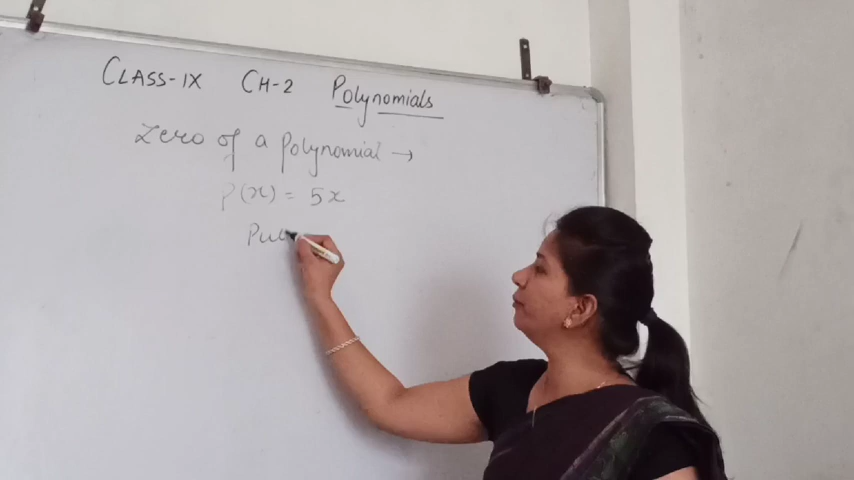 CLASS-IX CH-2 Polynomials
Zero of a polynomial →
P(x) = 5x
Put